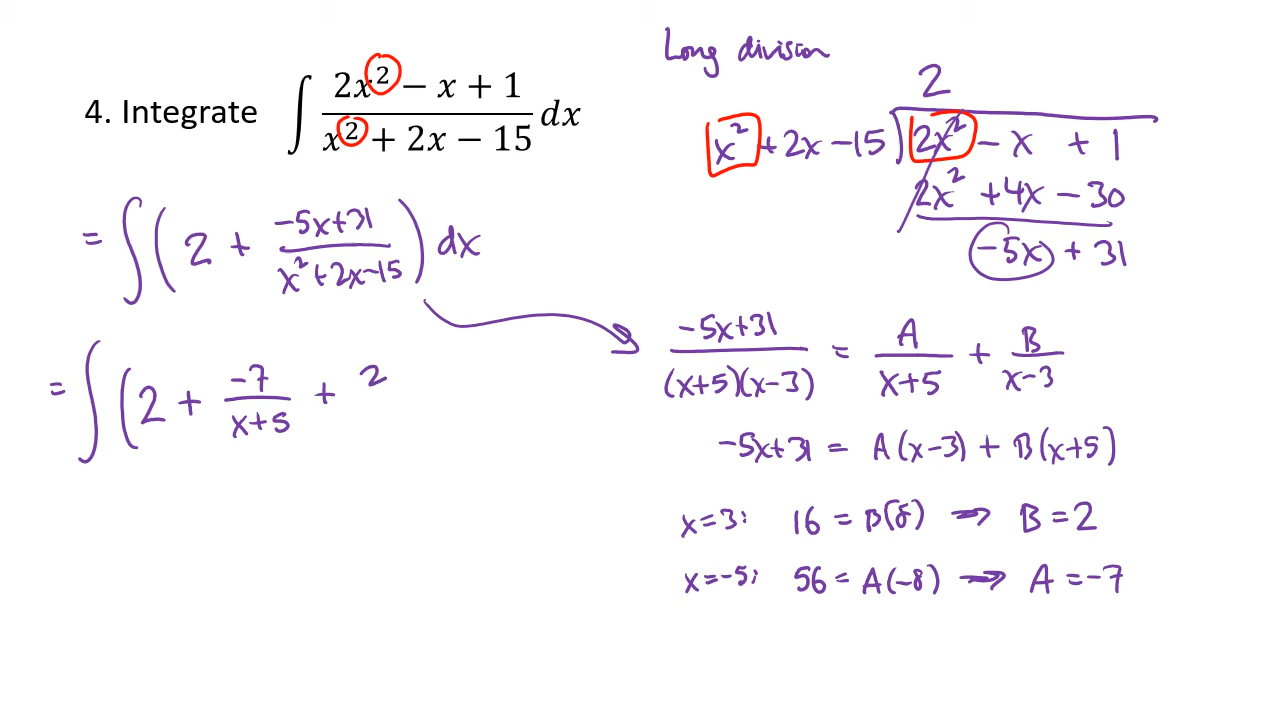 4. Integrate ∫ (2x² − x + 1)/(x² + 2x − 15) dx
= ∫ ( 2 + (-5x+31)/(x²+2x-15) ) dx
= ∫ ( 2 + -7/(x+5) + 2
Long division
2
x² + 2x - 15 ) 2x² - x + 1
2x² + 4x - 30
-5x + 31
(-5x+31)/((x+5)(x-3)) = A/(x+5) + B/(x-3)
-5x+31 = A(x-3) + B(x+5)
x=3: 16 = B(8) ⇒ B = 2
x=-5: 56 = A(-8) ⇒ A = -7